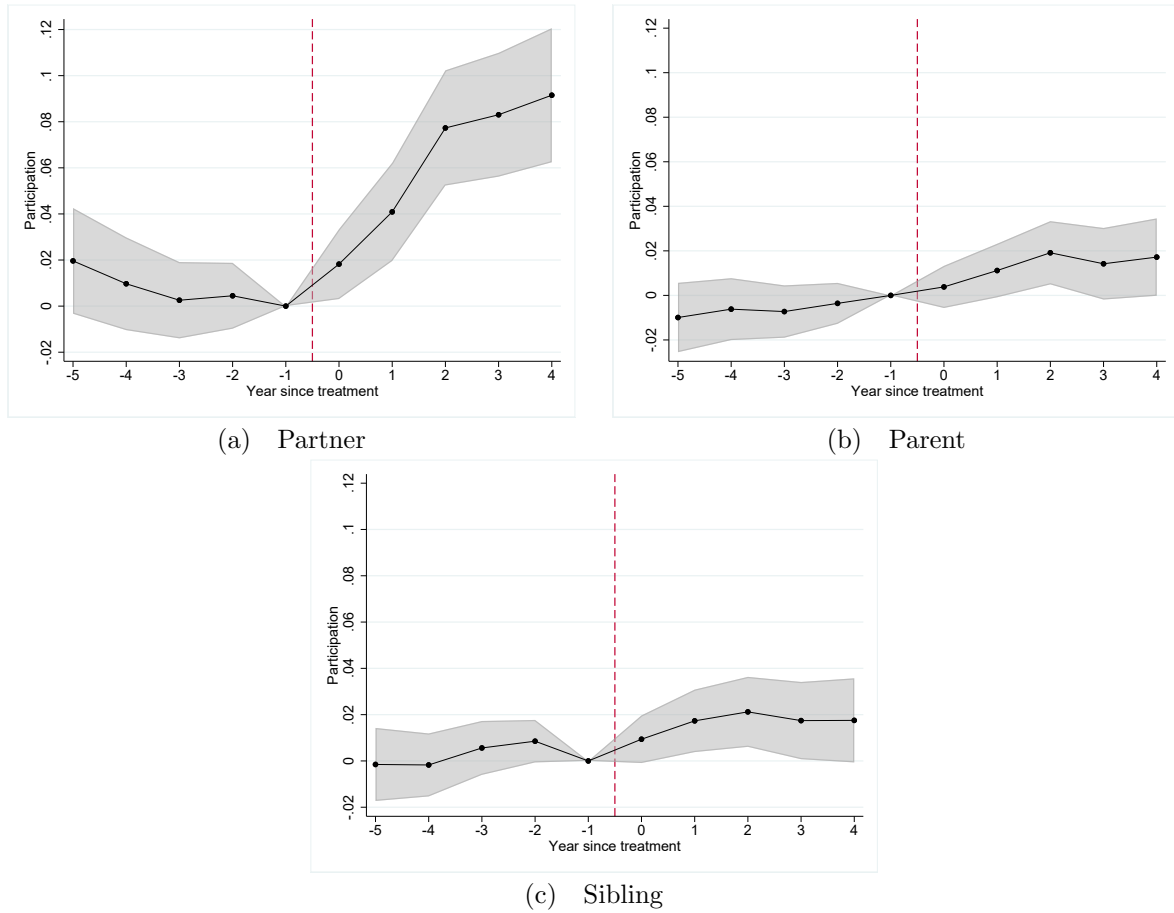 Participation
.12
.1
.08
.06
.04
.02
0
-.02
-5 -4 -3 -2 -1 0 1 2 3 4
Year since treatment
(a) Partner
Participation
.12
.1
.08
.06
.04
.02
0
-.02
-5 -4 -3 -2 -1 0 1 2 3 4
Year since treatment
(b) Parent
Participation
.12
.1
.08
.06
.04
.02
0
-.02
-5 -4 -3 -2 -1 0 1 2 3 4
Year since treatment
(c) Sibling